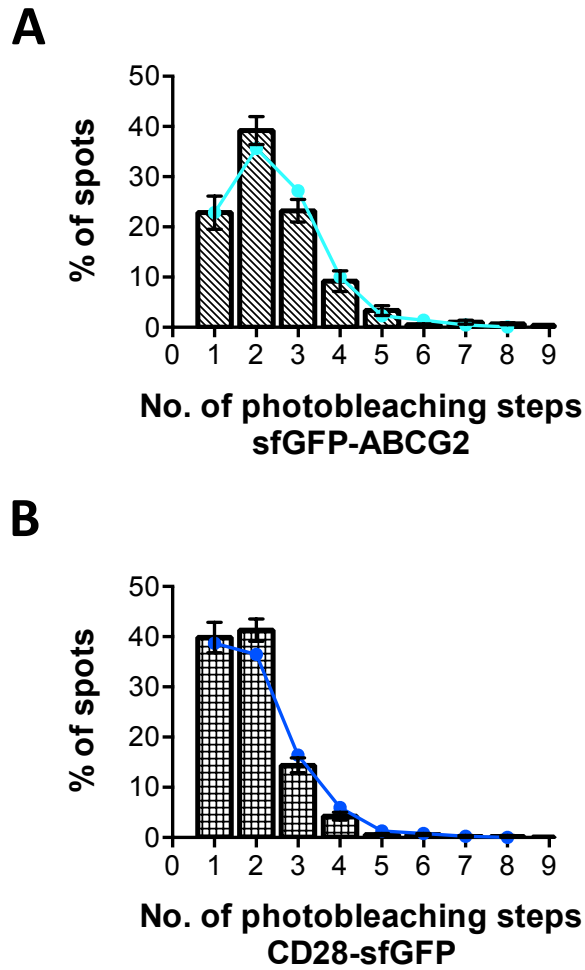 A
% of spots
50
40
30
20
10
0
0 1 2 3 4 5 6 7 8 9
No. of photobleaching steps
sfGFP-ABCG2
B
% of spots
50
40
30
20
10
0
0 1 2 3 4 5 6 7 8 9
No. of photobleaching steps
CD28-sfGFP